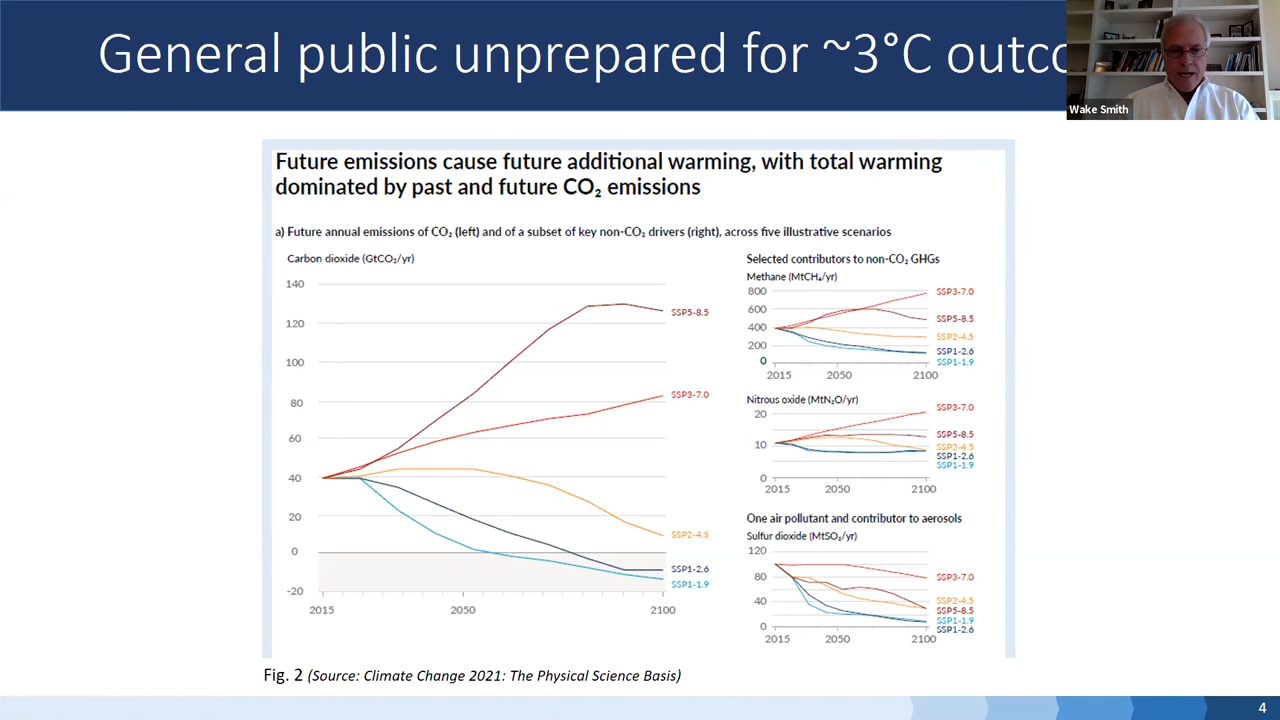 General public unprepared for ~3°C outco
Wake Smith
Future emissions cause future additional warming, with total warming
dominated by past and future CO₂ emissions
a) Future annual emissions of CO₂ (left) and of a subset of key non-CO₂ drivers (right), across five illustrative scenarios
Carbon dioxide (GtCO₂/yr)
140
120
100
80
60
40
20
0
-20
2015
2050
2100
SSP5-8.5
SSP3-7.0
SSP2-4.5
SSP1-2.6
SSP1-1.9
Selected contributors to non-CO₂ GHGs
Methane (MtCH₄/yr)
800
600
400
200
0
2015
2050
2100
SSP3-7.0
SSP5-8.5
SSP2-4.5
SSP1-2.6
SSP1-1.9
Nitrous oxide (MtN₂O/yr)
20
10
0
2015
2050
2100
SSP3-7.0
SSP5-8.5
SSP2-4.5
SSP1-2.6
SSP1-1.9
One air pollutant and contributor to aerosols
Sulfur dioxide (MtSO₂/yr)
120
80
40
0
2015
2050
2100
SSP3-7.0
SSP2-4.5
SSP5-8.5
SSP1-1.9
SSP1-2.6
Fig. 2 (Source: Climate Change 2021: The Physical Science Basis)
4